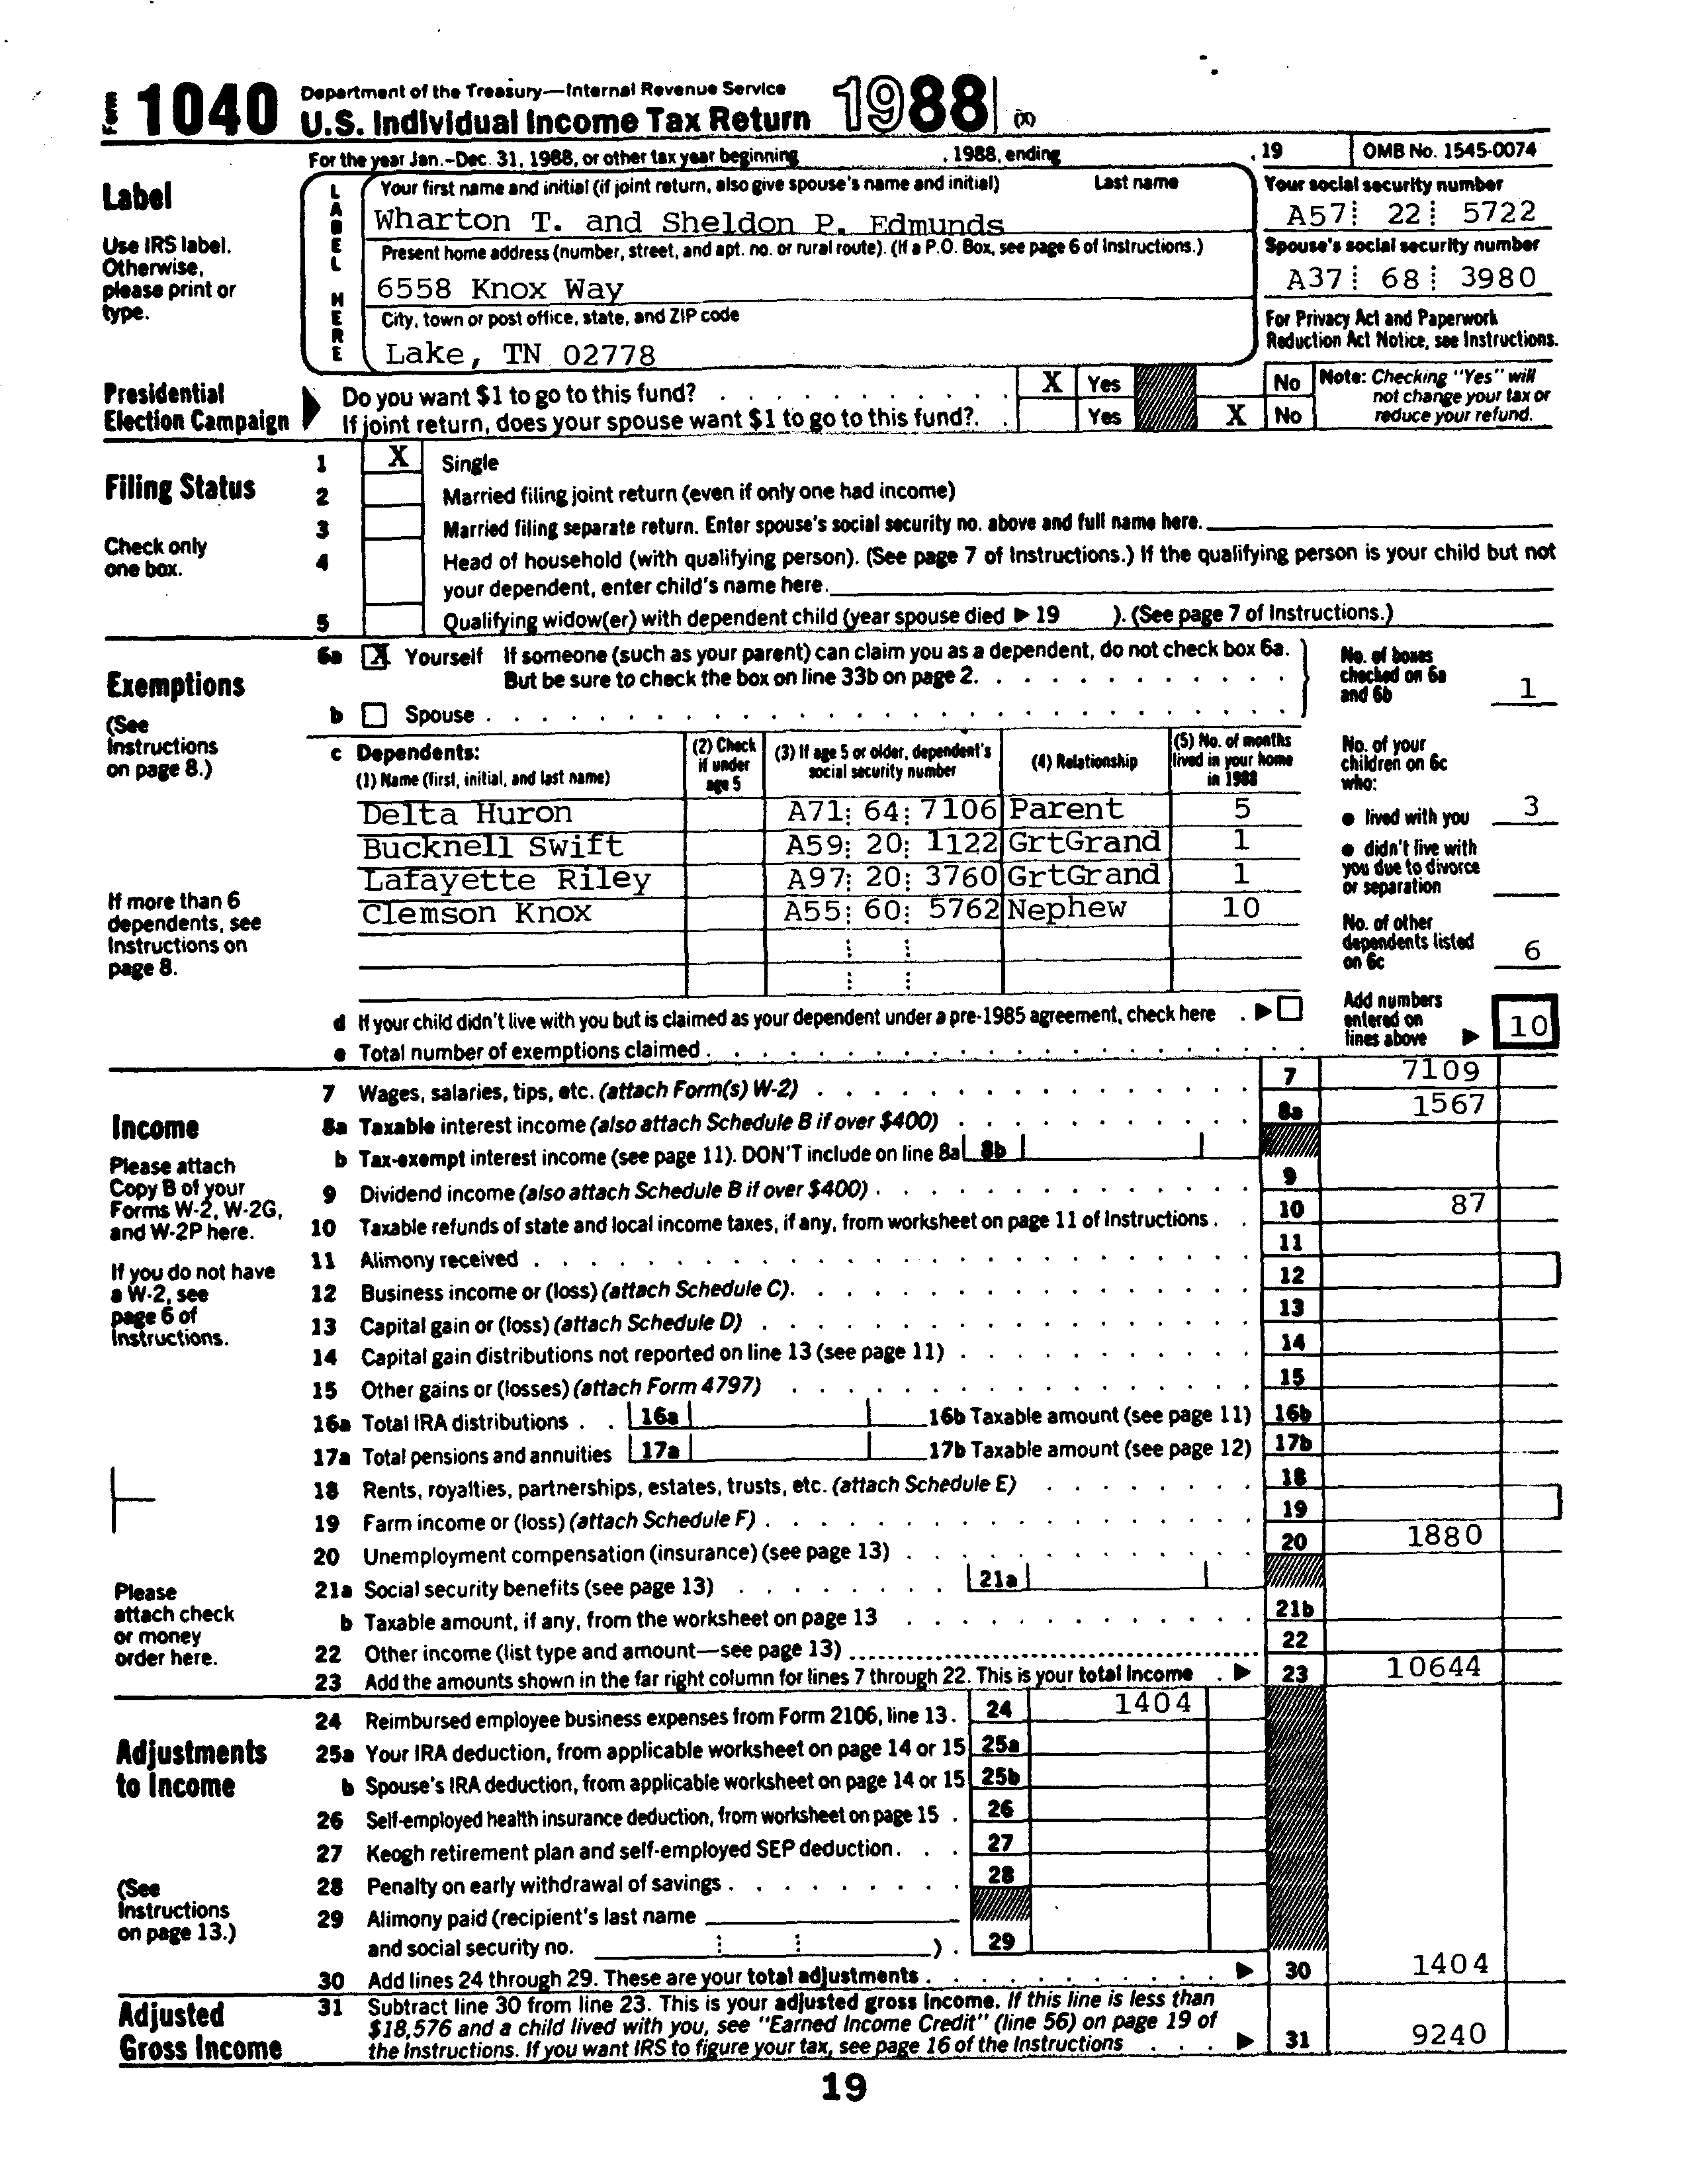 Form 1040 Department of the Treasury—Internal Revenue Service
U.S. Individual Income Tax Return 1988 (X)
For the year Jan.–Dec. 31, 1988, or other tax year beginning , 1988, ending , 19 OMB No. 1545-0074
Label
Use IRS label. Otherwise, please print or type.
LABEL HERE
Your first name and initial (if joint return, also give spouse's name and initial) Last name
Wharton T. and Sheldon P. Edmunds
Your social security number
A57 22 5722
Present home address (number, street, and apt. no. or rural route). (If a P.O. Box, see page 6 of Instructions.)
6558 Knox Way
Spouse's social security number
A37 68 3980
City, town or post office, state, and ZIP code
Lake, TN 02778
For Privacy Act and Paperwork Reduction Act Notice, see Instructions.
Presidential Election Campaign
Do you want $1 to go to this fund? X Yes No
If joint return, does your spouse want $1 to go to this fund? Yes X No
Note: Checking "Yes" will not change your tax or reduce your refund.
Filing Status
Check only one box.
1 X Single
2 Married filing joint return (even if only one had income)
3 Married filing separate return. Enter spouse's social security no. above and full name here.
4 Head of household (with qualifying person). (See page 7 of Instructions.) If the qualifying person is your child but not
your dependent, enter child's name here.
5 Qualifying widow(er) with dependent child (year spouse died ▶ 19 ). (See page 7 of Instructions.)
Exemptions
(See Instructions on page 8.)
6a X Yourself If someone (such as your parent) can claim you as a dependent, do not check box 6a.
But be sure to check the box on line 33b on page 2.
b Spouse
No. of boxes checked on 6a and 6b 1
c Dependents:
(1) Name (first, initial, and last name)
(2) Check if under age 5
(3) If age 5 or older, dependent's social security number
(4) Relationship
(5) No. of months lived in your home in 1988
Delta Huron A71 64 7106 Parent 5
Bucknell Swift A59 20 1122 GrtGrand 1
Lafayette Riley A97 20 3760 GrtGrand 1
Clemson Knox A55 60 5762 Nephew 10
If more than 6 dependents, see Instructions on page 8.
No. of your children on 6c who:
● lived with you 3
● didn't live with you due to divorce or separation
No. of other dependents listed on 6c 6
d If your child didn't live with you but is claimed as your dependent under a pre-1985 agreement, check here . ▶
e Total number of exemptions claimed
Add numbers entered on lines above ▶ 10
Income
Please attach Copy B of your Forms W-2, W-2G, and W-2P here.
If you do not have a W-2, see page 6 of Instructions.
Please attach check or money order here.
7 Wages, salaries, tips, etc. (attach Form(s) W-2) 7 7109
8a Taxable interest income (also attach Schedule B if over $400) 8a 1567
b Tax-exempt interest income (see page 11). DON'T include on line 8a 8b
9 Dividend income (also attach Schedule B if over $400) 9
10 Taxable refunds of state and local income taxes, if any, from worksheet on page 11 of Instructions 10 87
11 Alimony received 11
12 Business income or (loss) (attach Schedule C) 12
13 Capital gain or (loss) (attach Schedule D) 13
14 Capital gain distributions not reported on line 13 (see page 11) 14
15 Other gains or (losses) (attach Form 4797) 15
16a Total IRA distributions 16a 16b Taxable amount (see page 11) 16b
17a Total pensions and annuities 17a 17b Taxable amount (see page 12) 17b
18 Rents, royalties, partnerships, estates, trusts, etc. (attach Schedule E) 18
19 Farm income or (loss) (attach Schedule F) 19
20 Unemployment compensation (insurance) (see page 13) 20 1880
21a Social security benefits (see page 13) 21a
b Taxable amount, if any, from the worksheet on page 13 21b
22 Other income (list type and amount—see page 13) 22
23 Add the amounts shown in the far right column for lines 7 through 22. This is your total income ▶ 23 10644
Adjustments to Income
(See Instructions on page 13.)
24 Reimbursed employee business expenses from Form 2106, line 13. 24 1404
25a Your IRA deduction, from applicable worksheet on page 14 or 15 25a
b Spouse's IRA deduction, from applicable worksheet on page 14 or 15 25b
26 Self-employed health insurance deduction, from worksheet on page 15 26
27 Keogh retirement plan and self-employed SEP deduction 27
28 Penalty on early withdrawal of savings 28
29 Alimony paid (recipient's last name
and social security no. ) 29
30 Add lines 24 through 29. These are your total adjustments ▶ 30 1404
Adjusted Gross Income
31 Subtract line 30 from line 23. This is your adjusted gross income. If this line is less than
$18,576 and a child lived with you, see "Earned Income Credit" (line 56) on page 19 of
the Instructions. If you want IRS to figure your tax, see page 16 of the Instructions ▶ 31 9240
19